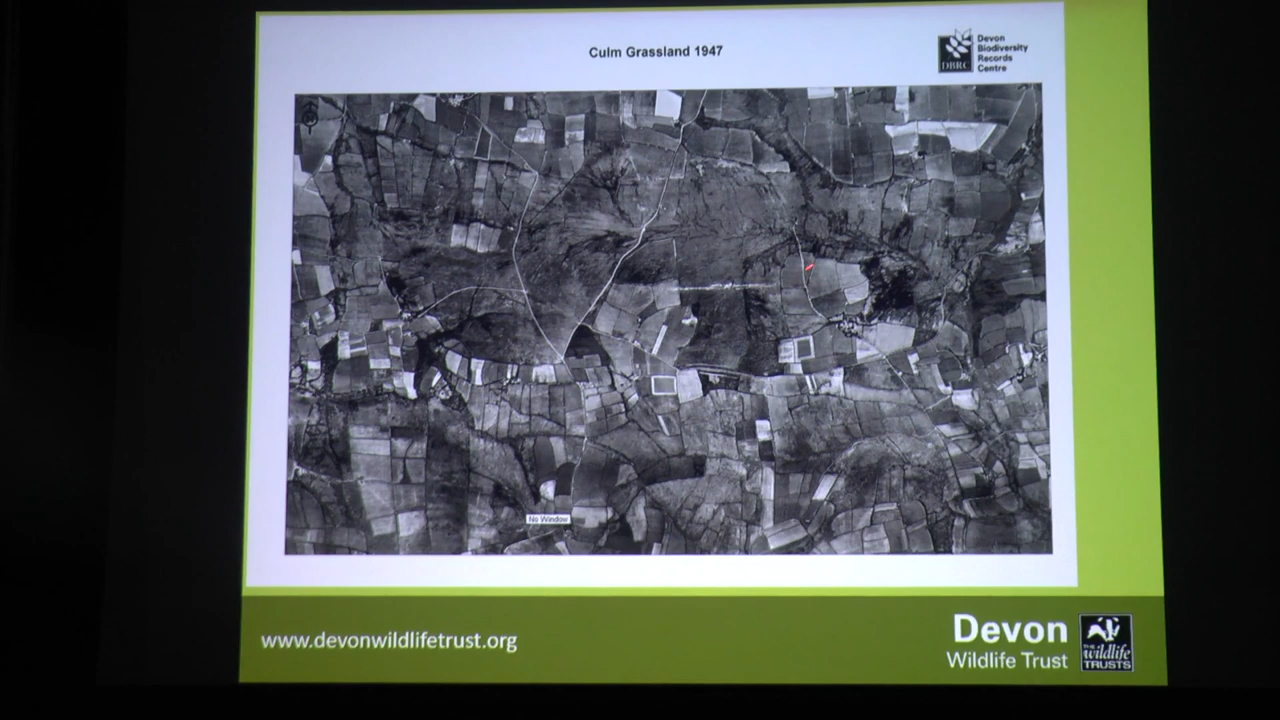 Culm Grassland 1947
Devon
Biodiversity
Records
Centre
DBRC
No Window
www.devonwildlifetrust.org
Devon
Wildlife Trust
THE
wildlife
TRUSTS